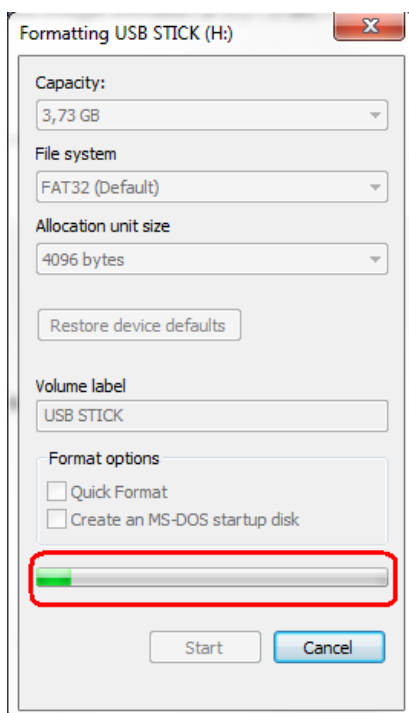 Formatting USB STICK (H:)
Capacity:
3,73 GB
File system
FAT32 (Default)
Allocation unit size
4096 bytes
Restore device defaults
Volume label
USB STICK
Format options
Quick Format
Create an MS-DOS startup disk
Start Cancel